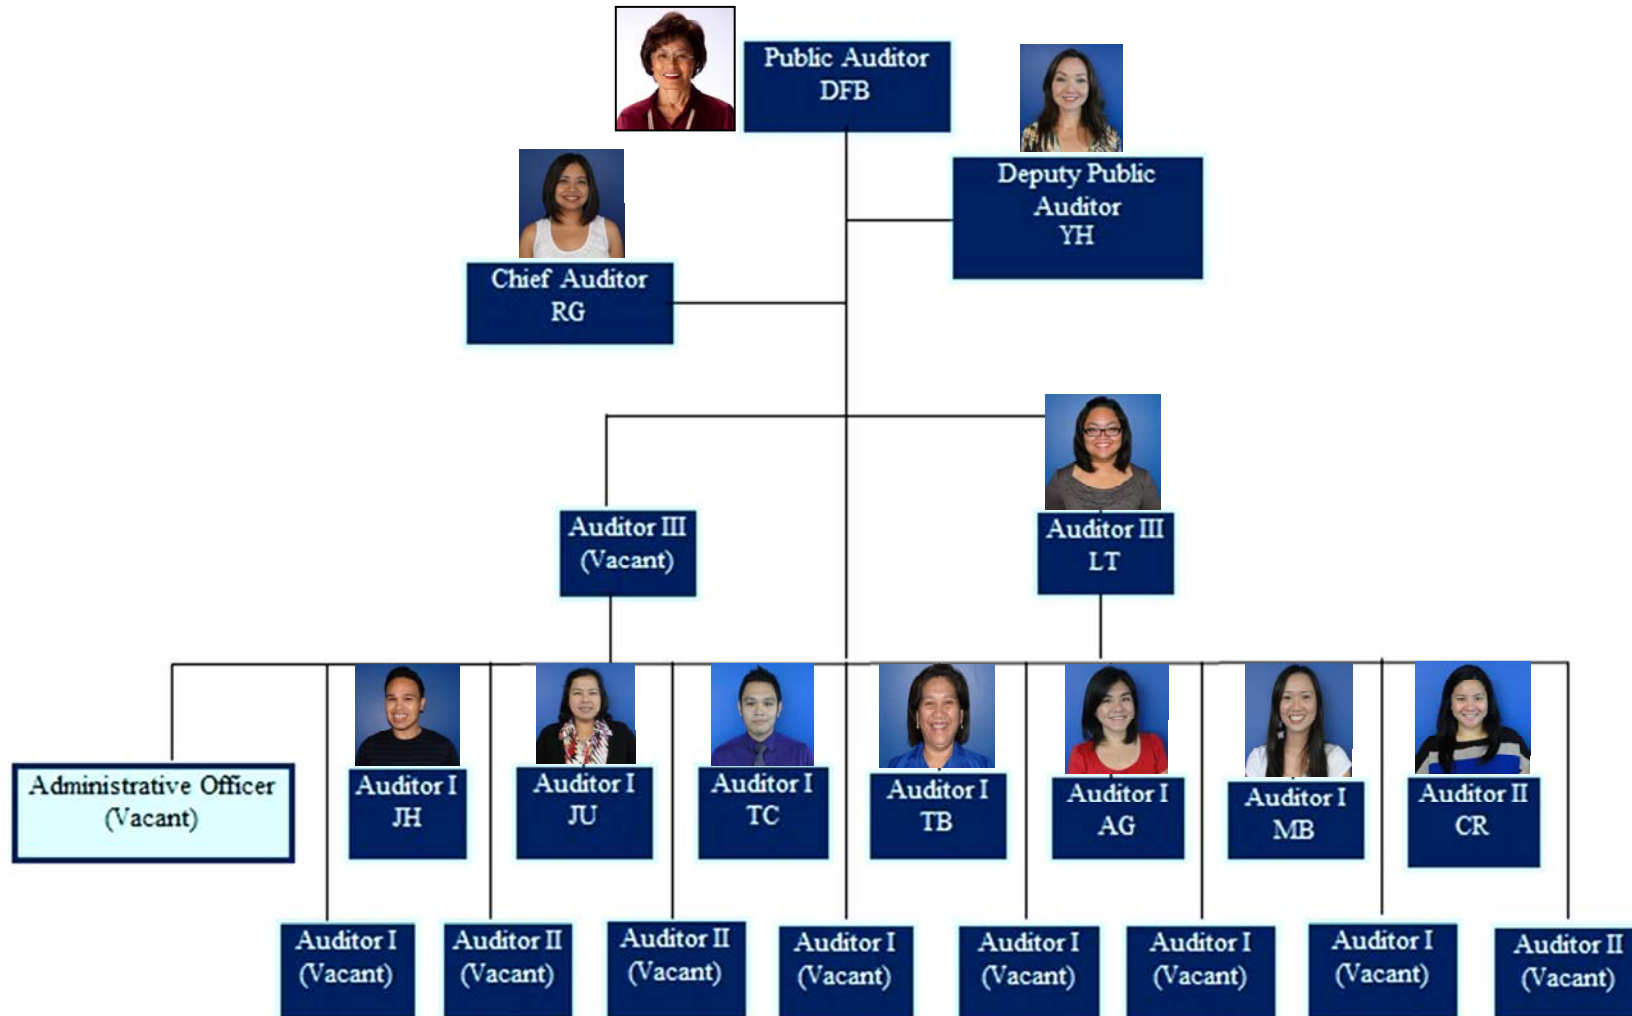 Public Auditor
DFB
Deputy Public
Auditor
YH
Chief Auditor
RG
Auditor III
(Vacant)
Auditor III
LT
Administrative Officer
(Vacant)
Auditor I
JH
Auditor I
JU
Auditor I
TC
Auditor I
TB
Auditor I
AG
Auditor I
MB
Auditor II
CR
Auditor I
(Vacant)
Auditor II
(Vacant)
Auditor II
(Vacant)
Auditor I
(Vacant)
Auditor I
(Vacant)
Auditor I
(Vacant)
Auditor I
(Vacant)
Auditor II
(Vacant)